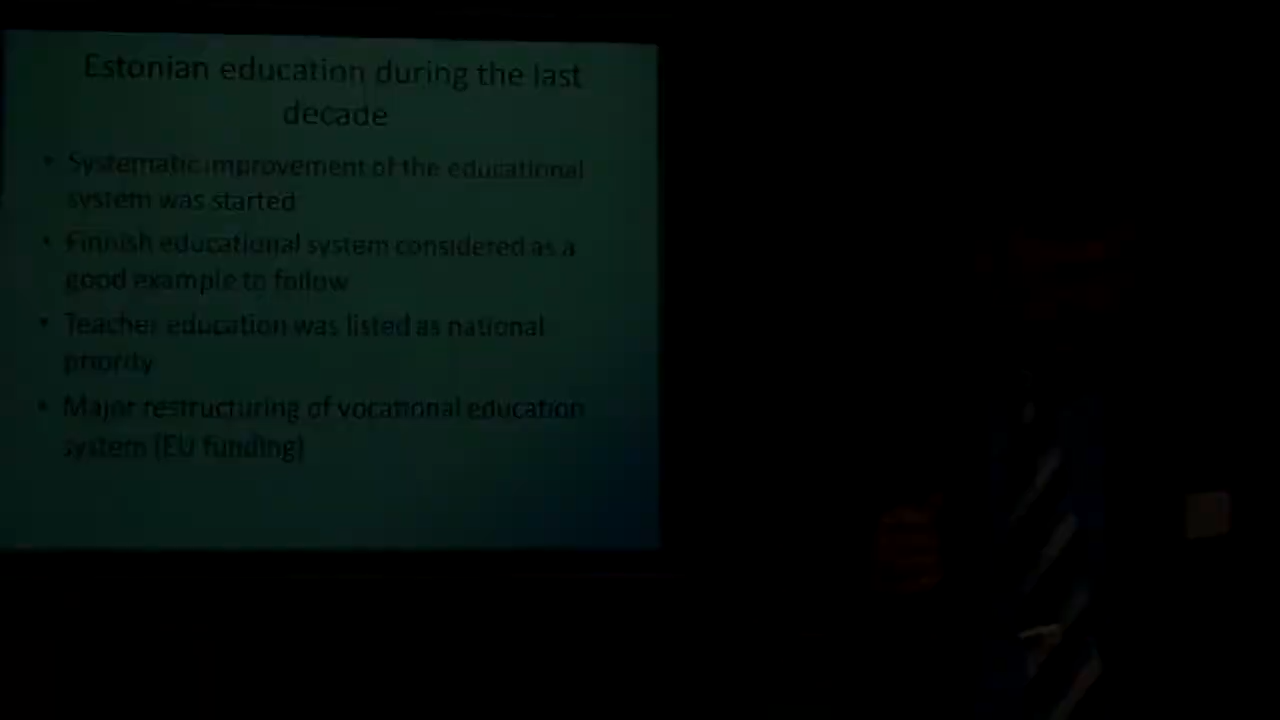 Estonian education during the last
decade
• Systematic improvement of the educational
system was started
• Finnish educational system considered as a
good example to follow
• Teacher education was listed as national
priority
• Major restructuring of vocational education
system (EU funding)